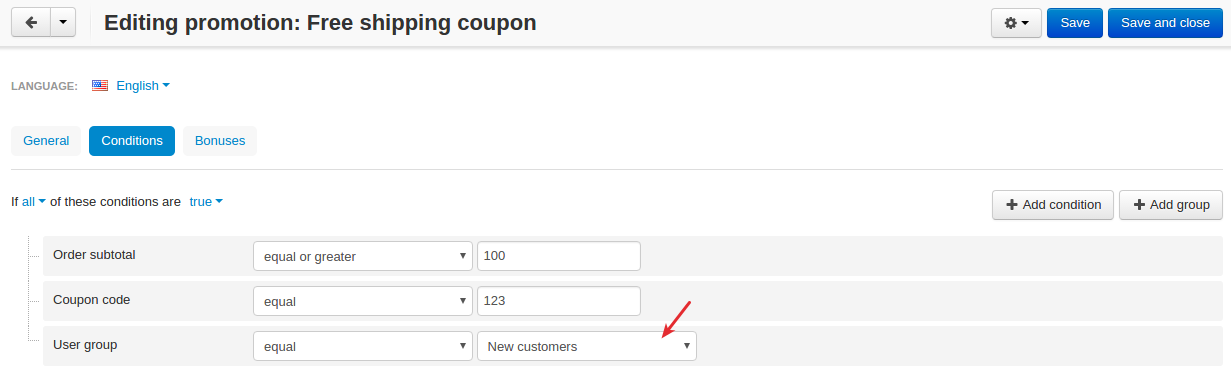 Editing promotion: Free shipping coupon
Save
Save and close
LANGUAGE: English
General Conditions Bonuses
If all of these conditions are true
Add condition Add group
Order subtotal equal or greater 100
Coupon code equal 123
User group equal New customers